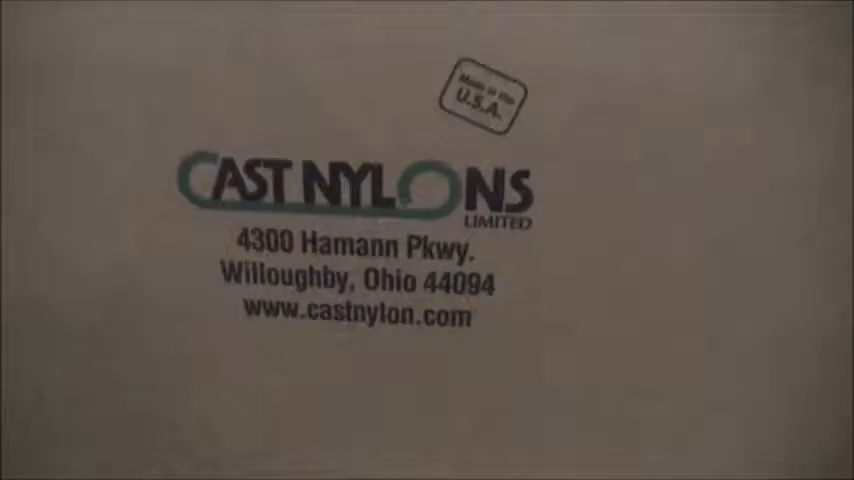 Made in the
U.S.A.
CAST NYLONS
LIMITED
4300 Hamann Pkwy.
Willoughby, Ohio 44094
www.castnylon.com